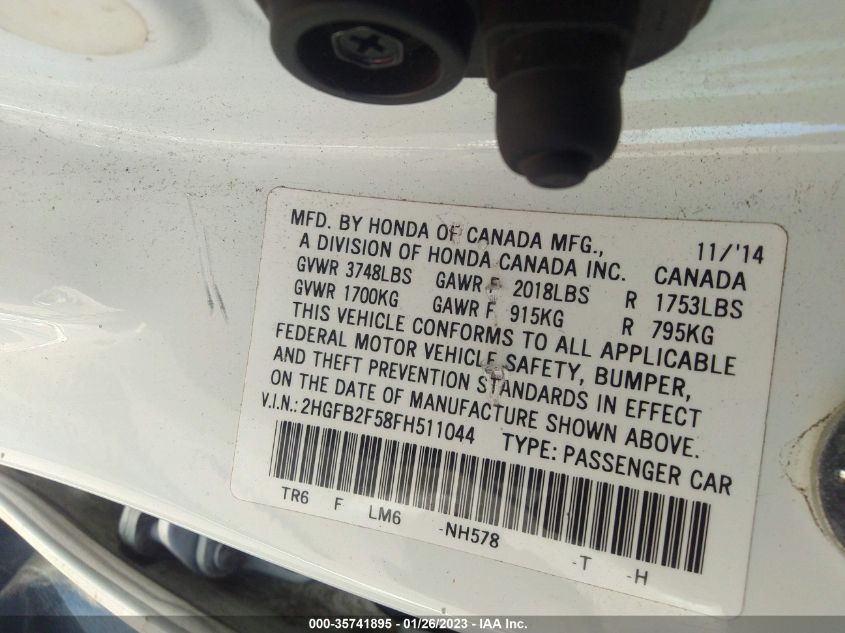 MFD. BY HONDA OF CANADA MFG., 11/'14
A DIVISION OF HONDA CANADA INC. CANADA
GVWR 3748LBS GAWR F 2018LBS R 1753LBS
GVWR 1700KG GAWR F 915KG R 795KG
THIS VEHICLE CONFORMS TO ALL APPLICABLE
FEDERAL MOTOR VEHICLE SAFETY, BUMPER,
AND THEFT PREVENTION STANDARDS IN EFFECT
ON THE DATE OF MANUFACTURE SHOWN ABOVE.
V.I.N.: 2HGFB2F58FH511044 TYPE: PASSENGER CAR
TR6 F LM6 -NH578 -T -H
000-35741895 - 01/26/2023 - IAA Inc.